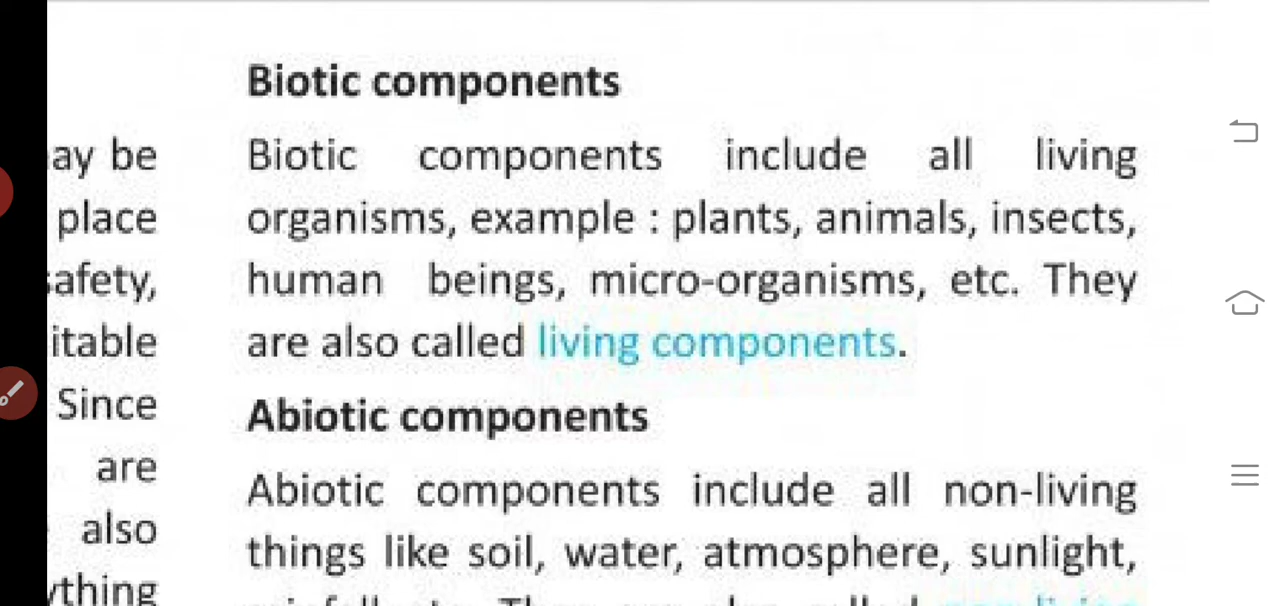 ay be
place
safety,
itable
Since
are
also
ything
Biotic components
Biotic components include all living
organisms, example : plants, animals, insects,
human beings, micro-organisms, etc. They
are also called living components.
Abiotic components
Abiotic components include all non-living
things like soil, water, atmosphere, sunlight,